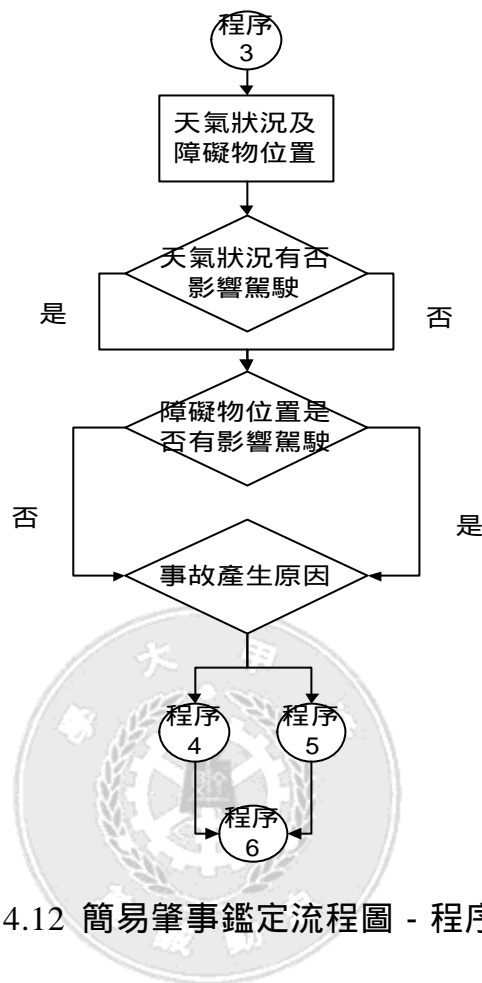 程序
3
天氣狀況及
障礙物位置
天氣狀況有否
影響駕駛
是
否
障礙物位置是
否有影響駕駛
否
是
事故產生原因
大
甲
程序
4
程序
5
程序
6
4.12 簡易肇事鑑定流程圖 - 程序